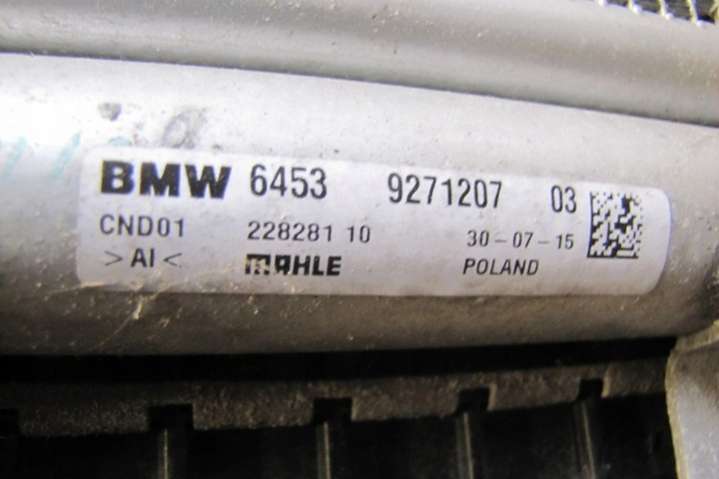 BMW 6453 9271207 03
CND01 228281 10 30-07-15
>AI< MAHLE POLAND